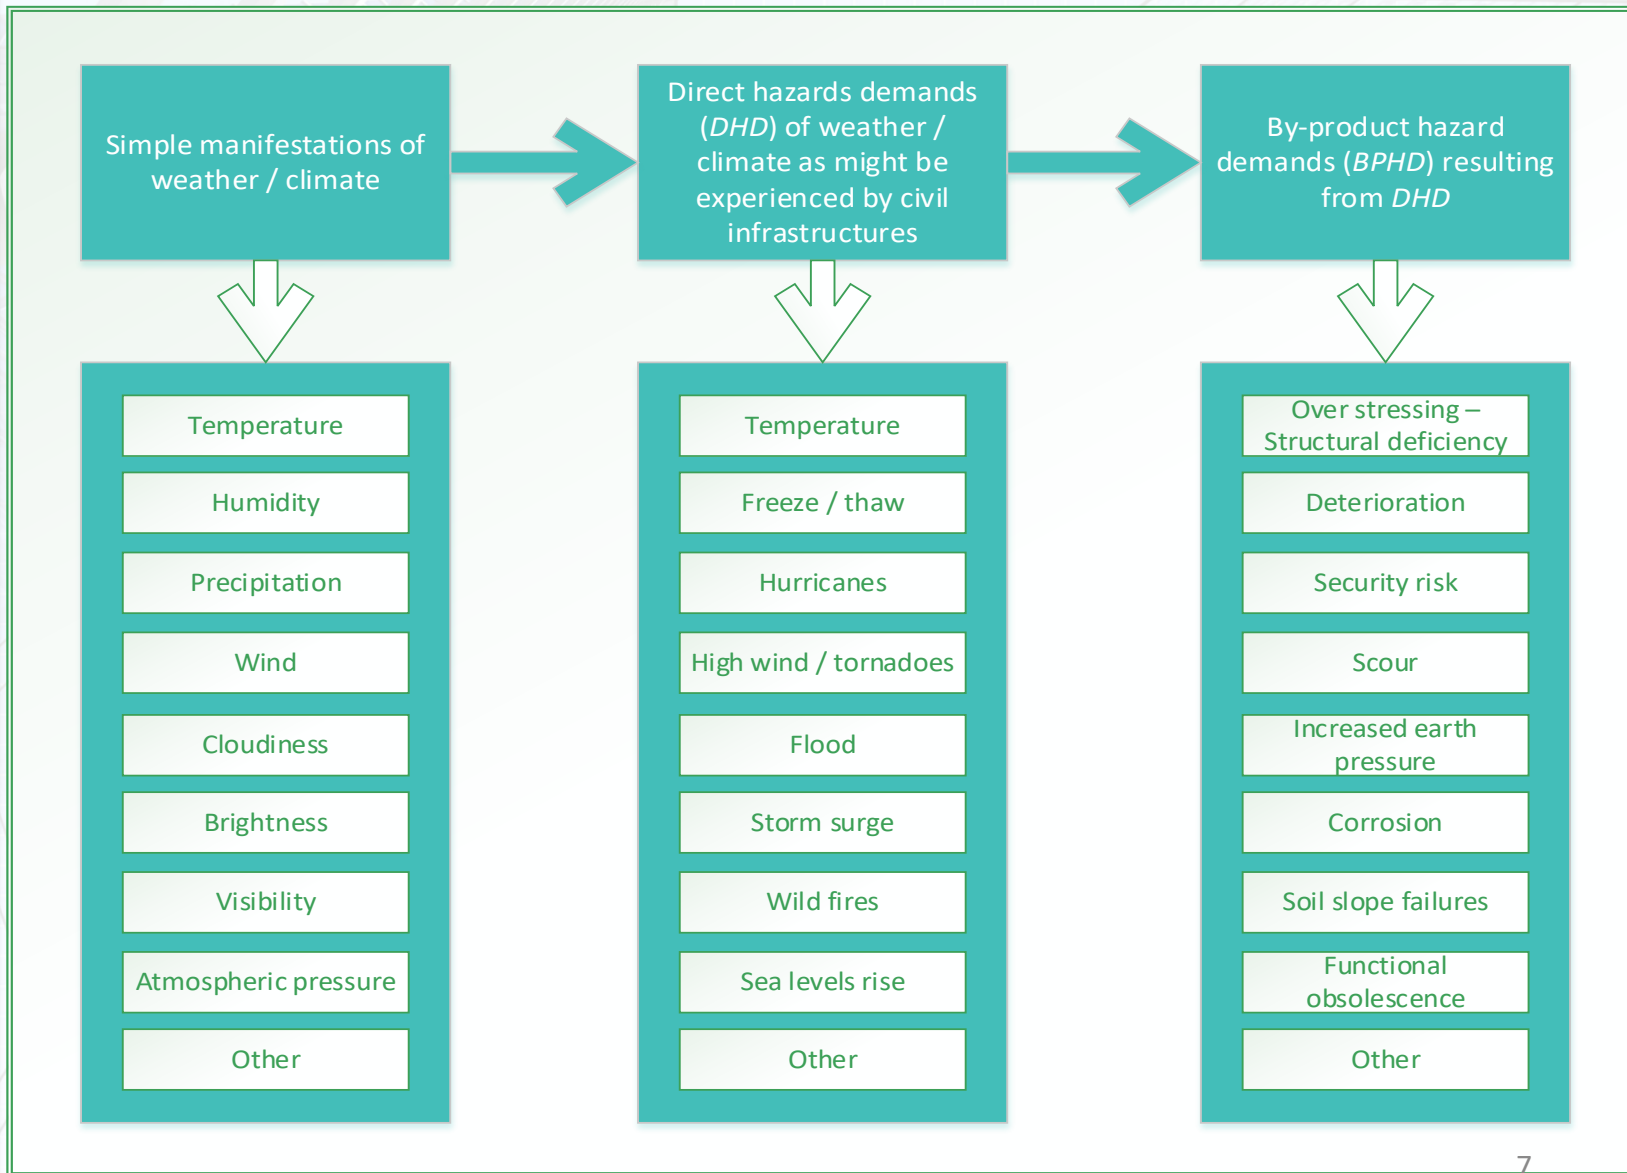 Simple manifestations of
weather / climate
Direct hazards demands
(DHD) of weather /
climate as might be
experienced by civil
infrastructures
By-product hazard
demands (BPHD) resulting
from DHD
Temperature
Humidity
Precipitation
Wind
Cloudiness
Brightness
Visibility
Atmospheric pressure
Other
Temperature
Freeze / thaw
Hurricanes
High wind / tornadoes
Flood
Storm surge
Wild fires
Sea levels rise
Other
Over stressing –
Structural deficiency
Deterioration
Security risk
Scour
Increased earth
pressure
Corrosion
Soil slope failures
Functional
obsolescence
Other
7